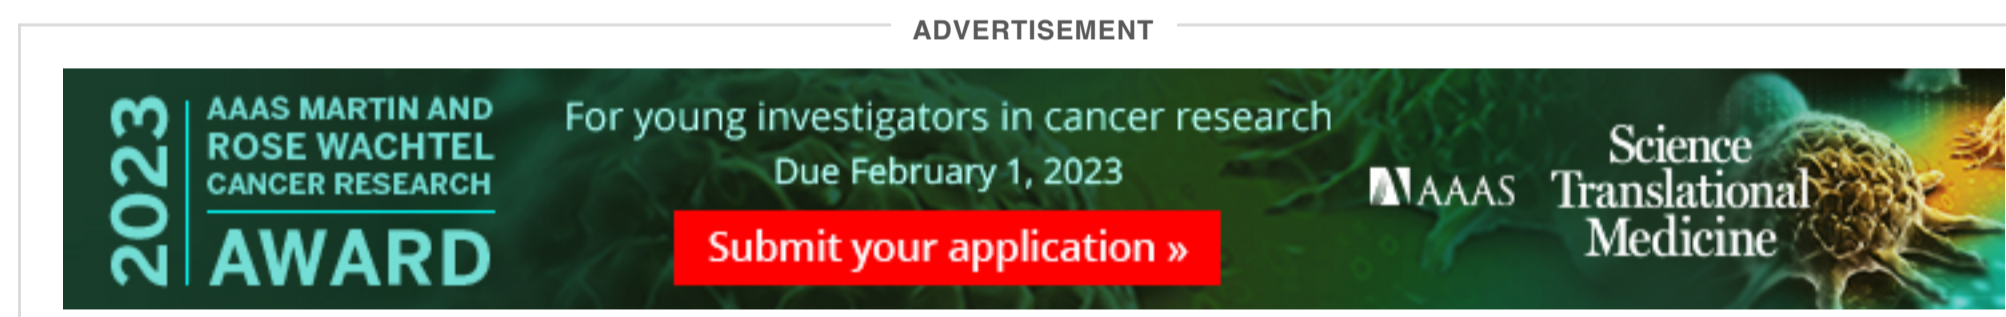 ADVERTISEMENT
2023
AAAS MARTIN AND
ROSE WACHTEL
CANCER RESEARCH
AWARD
For young investigators in cancer research
Due February 1, 2023
Submit your application »
AAAS
Science
Translational
Medicine